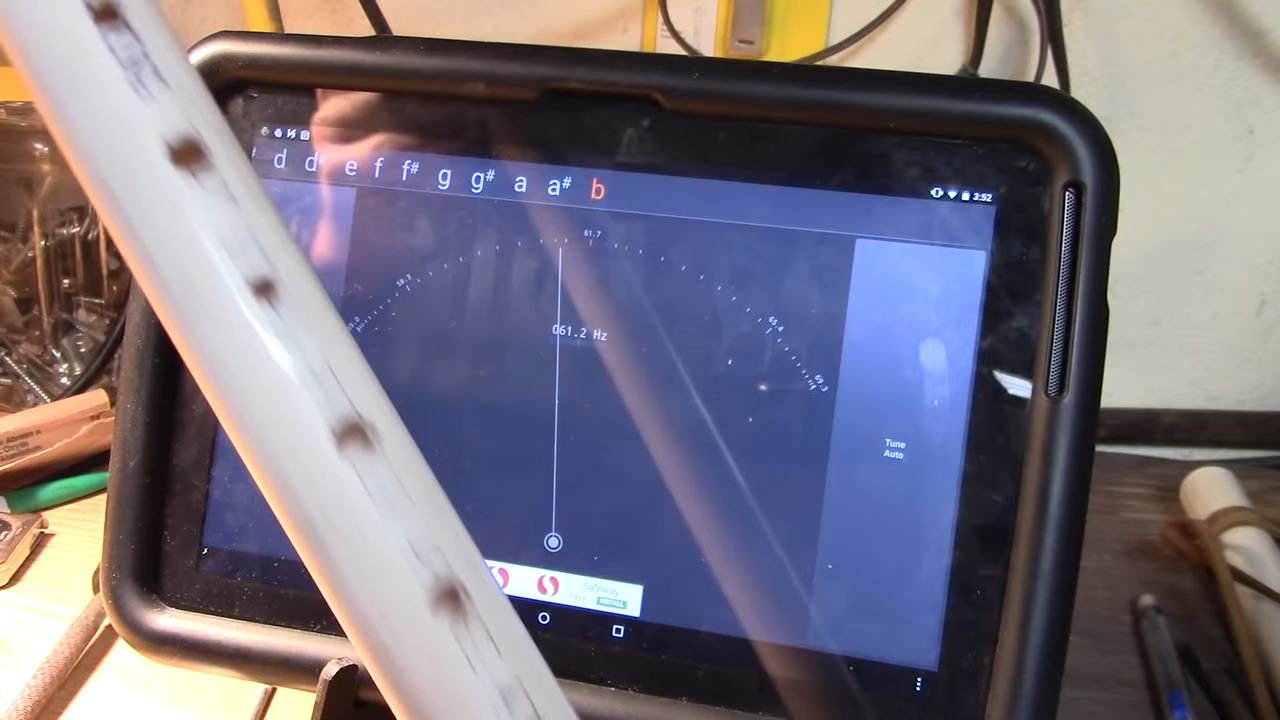 3:52
d d# e f f# g g# a a# b
61.7
58.3
65.4
69.3
061.2 Hz
Tune
Auto
Safeway
FREE
INSTALL